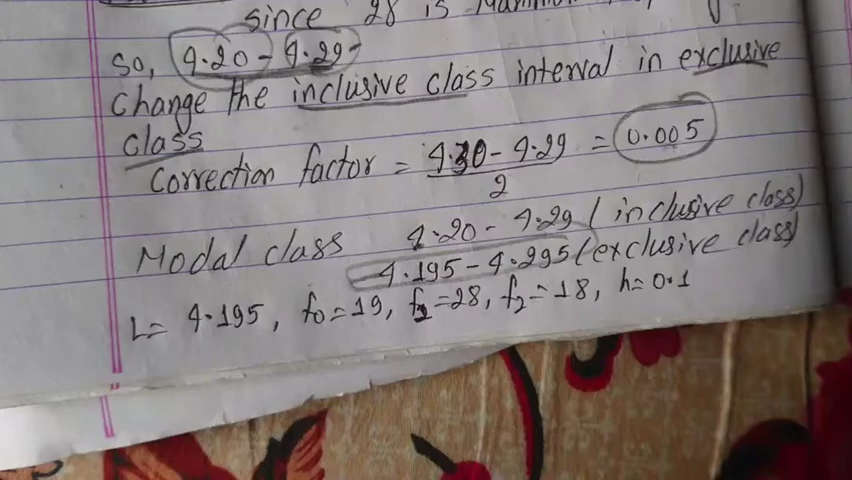 since 28 is
So, 4.20 - 4.29
Change the inclusive class interval in exclusive
class
Correction factor = 4.30 - 4.29 / 2 = 0.005
Modal class 4.20 - 4.29 (inclusive class)
4.195 - 4.295 (exclusive class)
L = 4.195, f0 = 19, f1 = 28, f2 = 18, h = 0.1